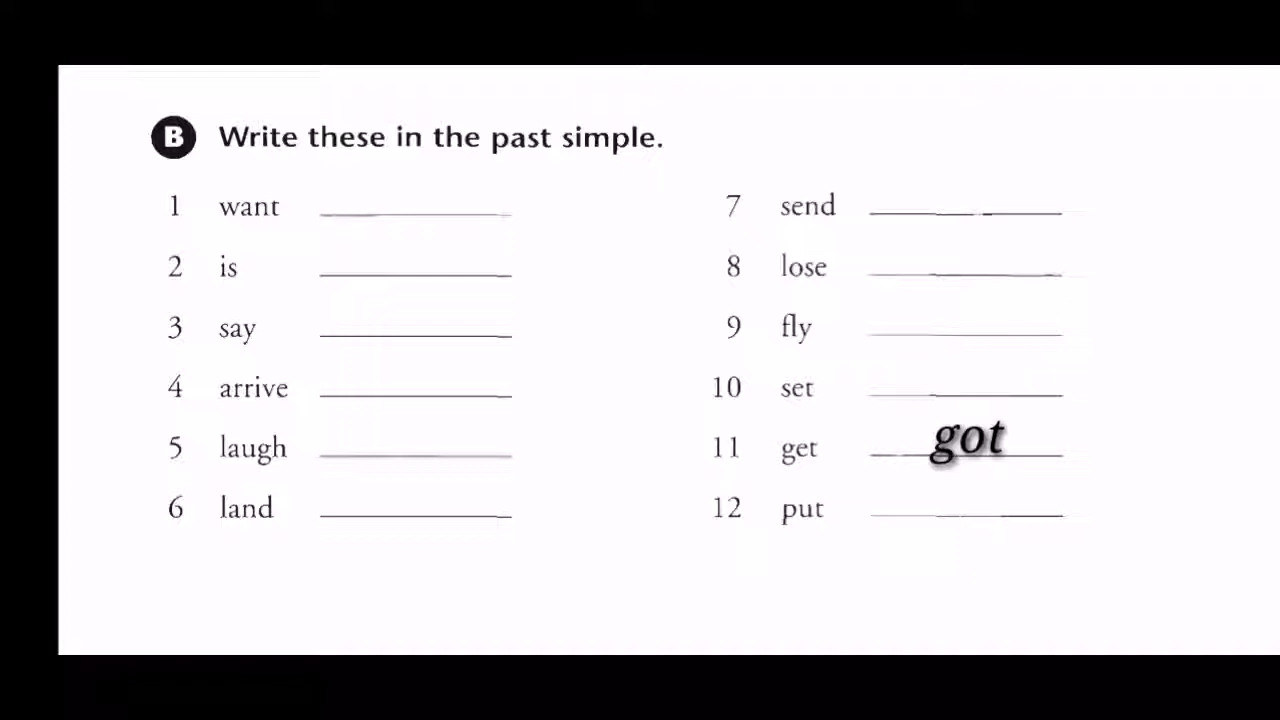 B Write these in the past simple.
1 want
2 is
3 say
4 arrive
5 laugh
6 land
7 send
8 lose
9 fly
10 set
11 get got
12 put